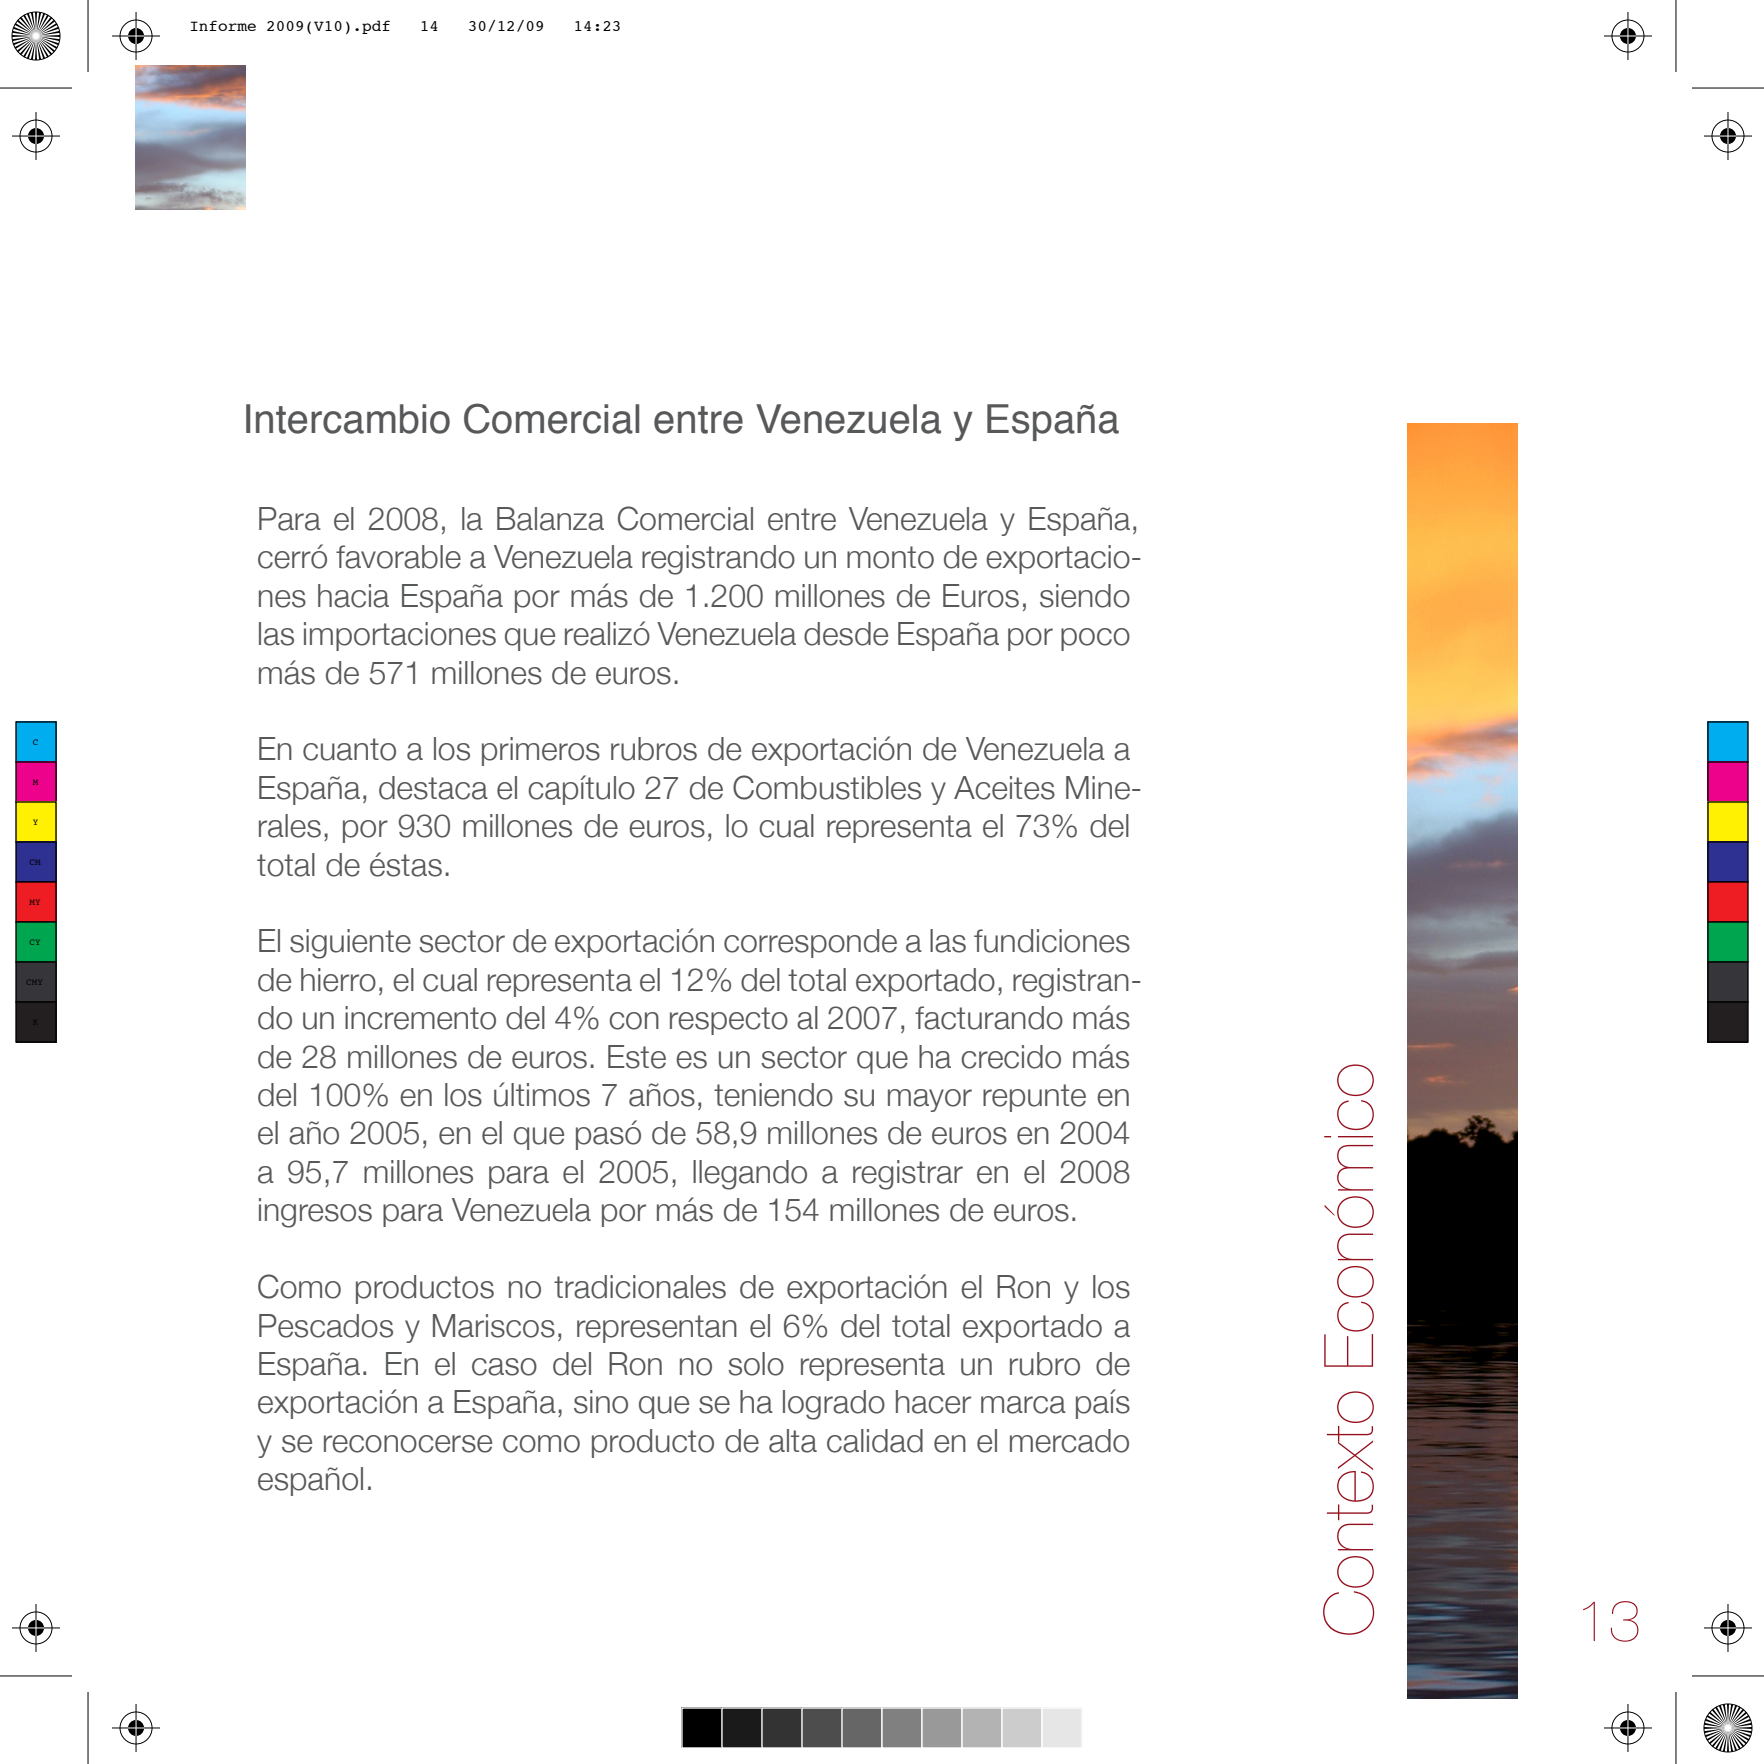 Informe 2009(V10).pdf 14 30/12/09 14:23
Intercambio Comercial entre Venezuela y España
Para el 2008, la Balanza Comercial entre Venezuela y España,
cerró favorable a Venezuela registrando un monto de exportacio-
nes hacia España por más de 1.200 millones de Euros, siendo
las importaciones que realizó Venezuela desde España por poco
más de 571 millones de euros.
En cuanto a los primeros rubros de exportación de Venezuela a
España, destaca el capítulo 27 de Combustibles y Aceites Mine-
rales, por 930 millones de euros, lo cual representa el 73% del
total de éstas.
El siguiente sector de exportación corresponde a las fundiciones
de hierro, el cual representa el 12% del total exportado, registran-
do un incremento del 4% con respecto al 2007, facturando más
de 28 millones de euros. Este es un sector que ha crecido más
del 100% en los últimos 7 años, teniendo su mayor repunte en
el año 2005, en el que pasó de 58,9 millones de euros en 2004
a 95,7 millones para el 2005, llegando a registrar en el 2008
ingresos para Venezuela por más de 154 millones de euros.
Como productos no tradicionales de exportación el Ron y los
Pescados y Mariscos, representan el 6% del total exportado a
España. En el caso del Ron no solo representa un rubro de
exportación a España, sino que se ha logrado hacer marca país
y se reconocerse como producto de alta calidad en el mercado
español.
Contexto Económico
13
C
M
Y
CM
MY
CY
CMY
K